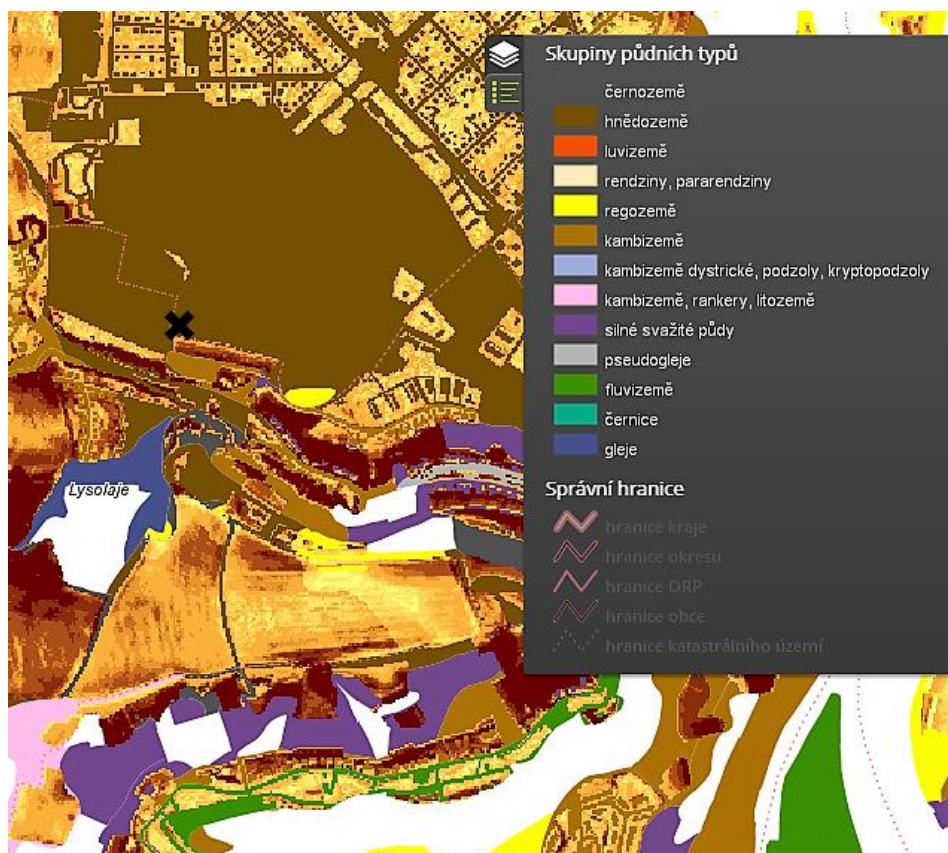 Skupiny půdních typů
černozemě
hnědozemě
luvizemě
rendziny, pararendziny
regozemě
kambizemě
kambizemě dystrické, podzoly, kryptopodzoly
kambizemě, rankery, litozemě
silné svažité půdy
pseudogleje
fluvizemě
černice
gleje
Správní hranice
hranice kraje
hranice okresu
hranice ORP
hranice obce
hranice katastrálního území
Lysolaje